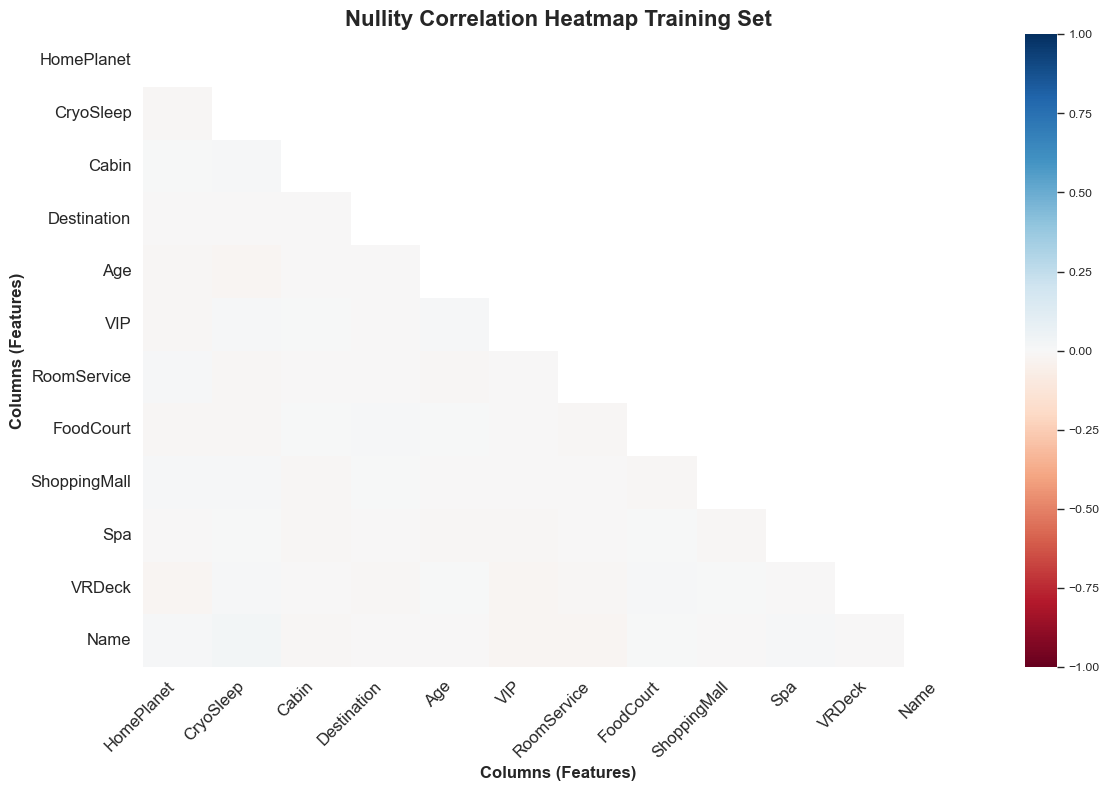 Nullity Correlation Heatmap Training Set
Columns (Features)
HomePlanet
CryoSleep
Cabin
Destination
Age
VIP
RoomService
FoodCourt
ShoppingMall
Spa
VRDeck
Name
HomePlanet
CryoSleep
Cabin
Destination
Age
VIP
RoomService
FoodCourt
ShoppingMall
Spa
VRDeck
Name
Columns (Features)
1.00
0.75
0.50
0.25
0.00
−0.25
−0.50
−0.75
−1.00